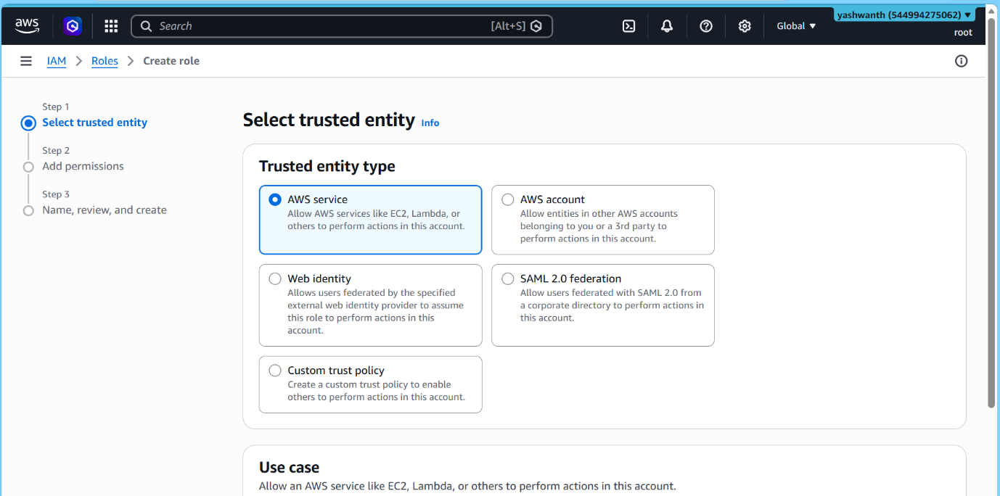 aws
Search
[Alt+S]
Global
yashwanth (544994275062)
root
IAM
Roles
Create role
Step 1
Select trusted entity
Step 2
Add permissions
Step 3
Name, review, and create
Select trusted entity Info
Trusted entity type
AWS service
Allow AWS services like EC2, Lambda, or
others to perform actions in this account.
AWS account
Allow entities in other AWS accounts
belonging to you or a 3rd party to
perform actions in this account.
Web identity
Allows users federated by the specified
external web identity provider to assume
this role to perform actions in this
account.
SAML 2.0 federation
Allow users federated with SAML 2.0 from
a corporate directory to perform actions in
this account.
Custom trust policy
Create a custom trust policy to enable
others to perform actions in this account.
Use case
Allow an AWS service like EC2, Lambda, or others to perform actions in this account.